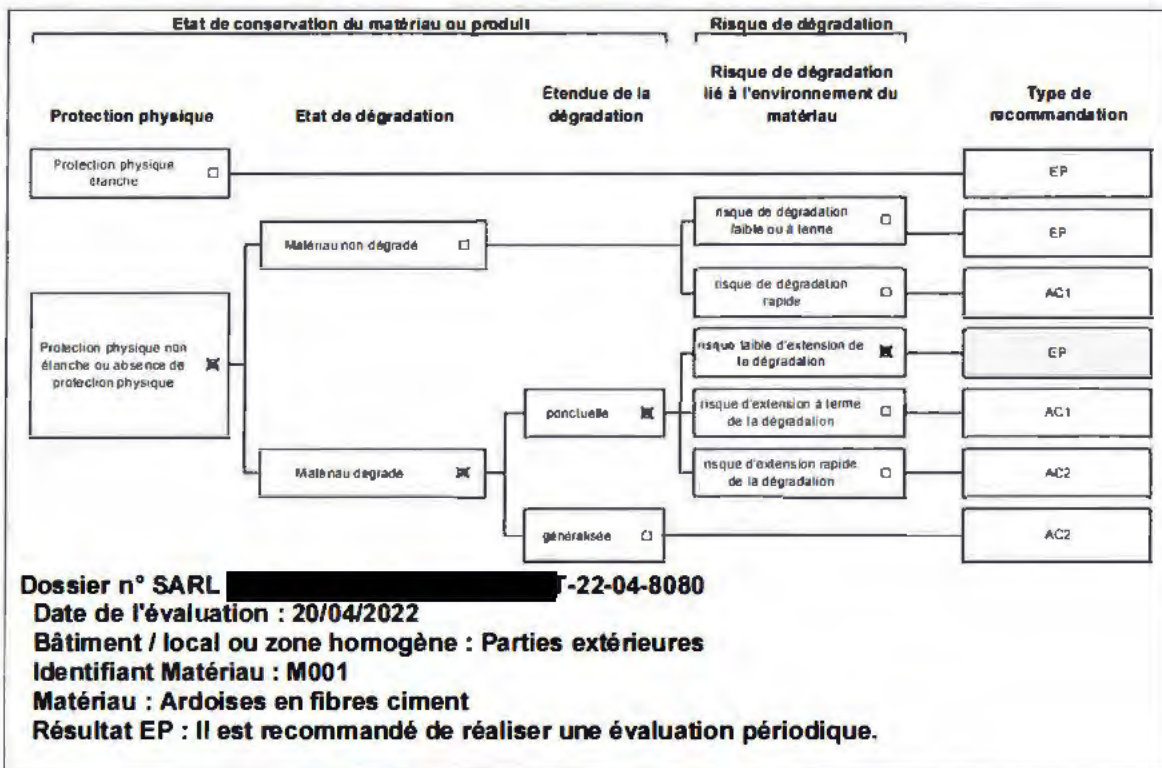 Etat de conservation du matériau ou produit
Risque de dégradation
Protection physique
Etat de dégradation
Etendue de la
dégradation
Risque de dégradation
lié à l'environnement du
matériau
Type de
recommandation
Protection physique
étanche
EP
Matériau non dégradé
risque de dégradation
faible ou à terme
EP
risque de dégradation
rapide
AC1
Protection physique non
étanche ou absence de
protection physique
risque faible d'extension de
la dégradation
EP
ponctuelle
risque d'extension à terme
de la dégradation
AC1
Matériau dégradé
risque d'extension rapide
de la dégradation
AC2
généralisée
AC2
Dossier n° SARL T-22-04-8080
Date de l'évaluation : 20/04/2022
Bâtiment / local ou zone homogène : Parties extérieures
Identifiant Matériau : M001
Matériau : Ardoises en fibres ciment
Résultat EP : Il est recommandé de réaliser une évaluation périodique.